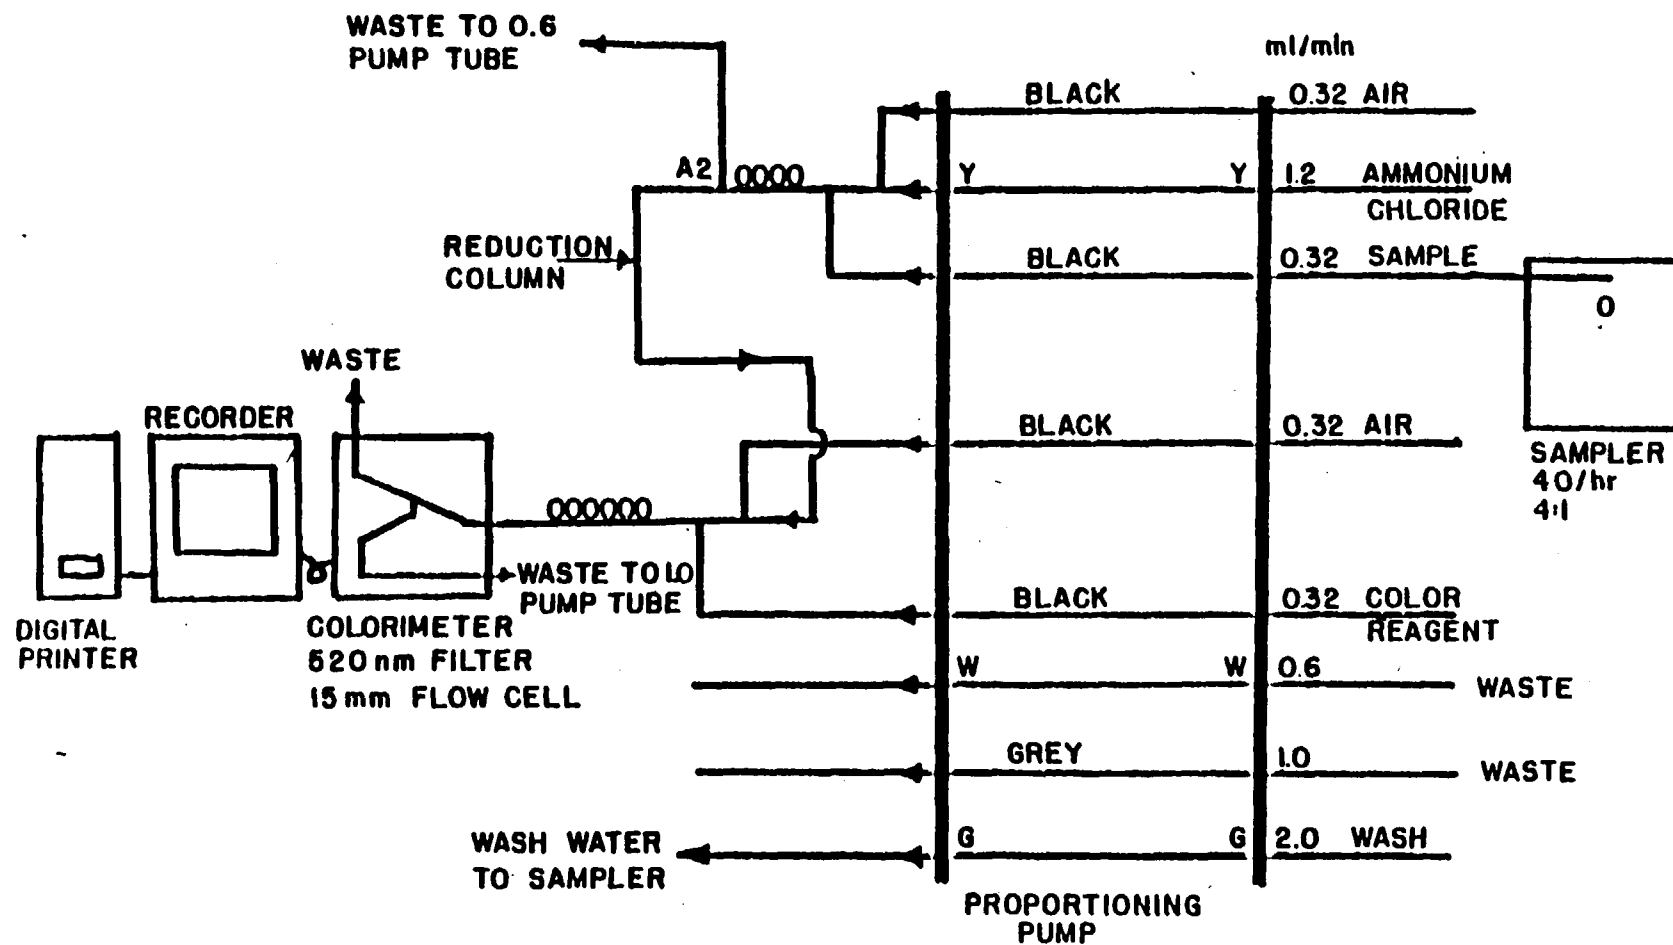 WASTE TO 0.6
PUMP TUBE
ml/min
BLACK
0.32 AIR
A2
Y
Y
1.2 AMMONIUM
CHLORIDE
REDUCTION
COLUMN
BLACK
0.32 SAMPLE
0
WASTE
RECORDER
BLACK
0.32 AIR
SAMPLER
40/hr
4:1
WASTE TO 1.0
PUMP TUBE
BLACK
0.32 COLOR
REAGENT
DIGITAL
PRINTER
COLORIMETER
520 nm FILTER
15 mm FLOW CELL
W
W
0.6
WASTE
GREY
1.0
WASTE
WASH WATER
TO SAMPLER
G
G
2.0 WASH
PROPORTIONING
PUMP